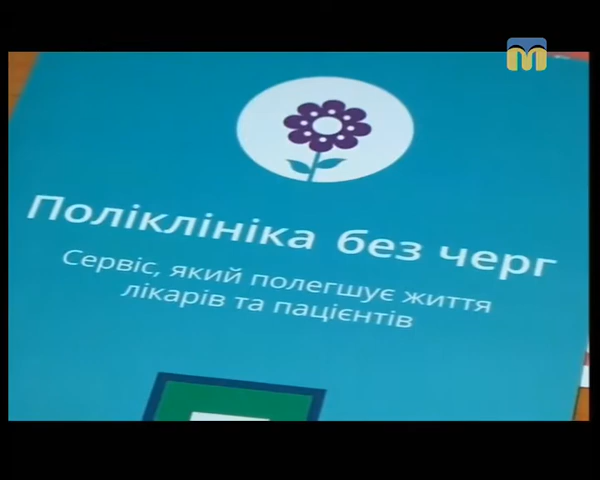 Поліклініка без черг
Сервіс, який полегшує життя
лікарів та пацієнтів